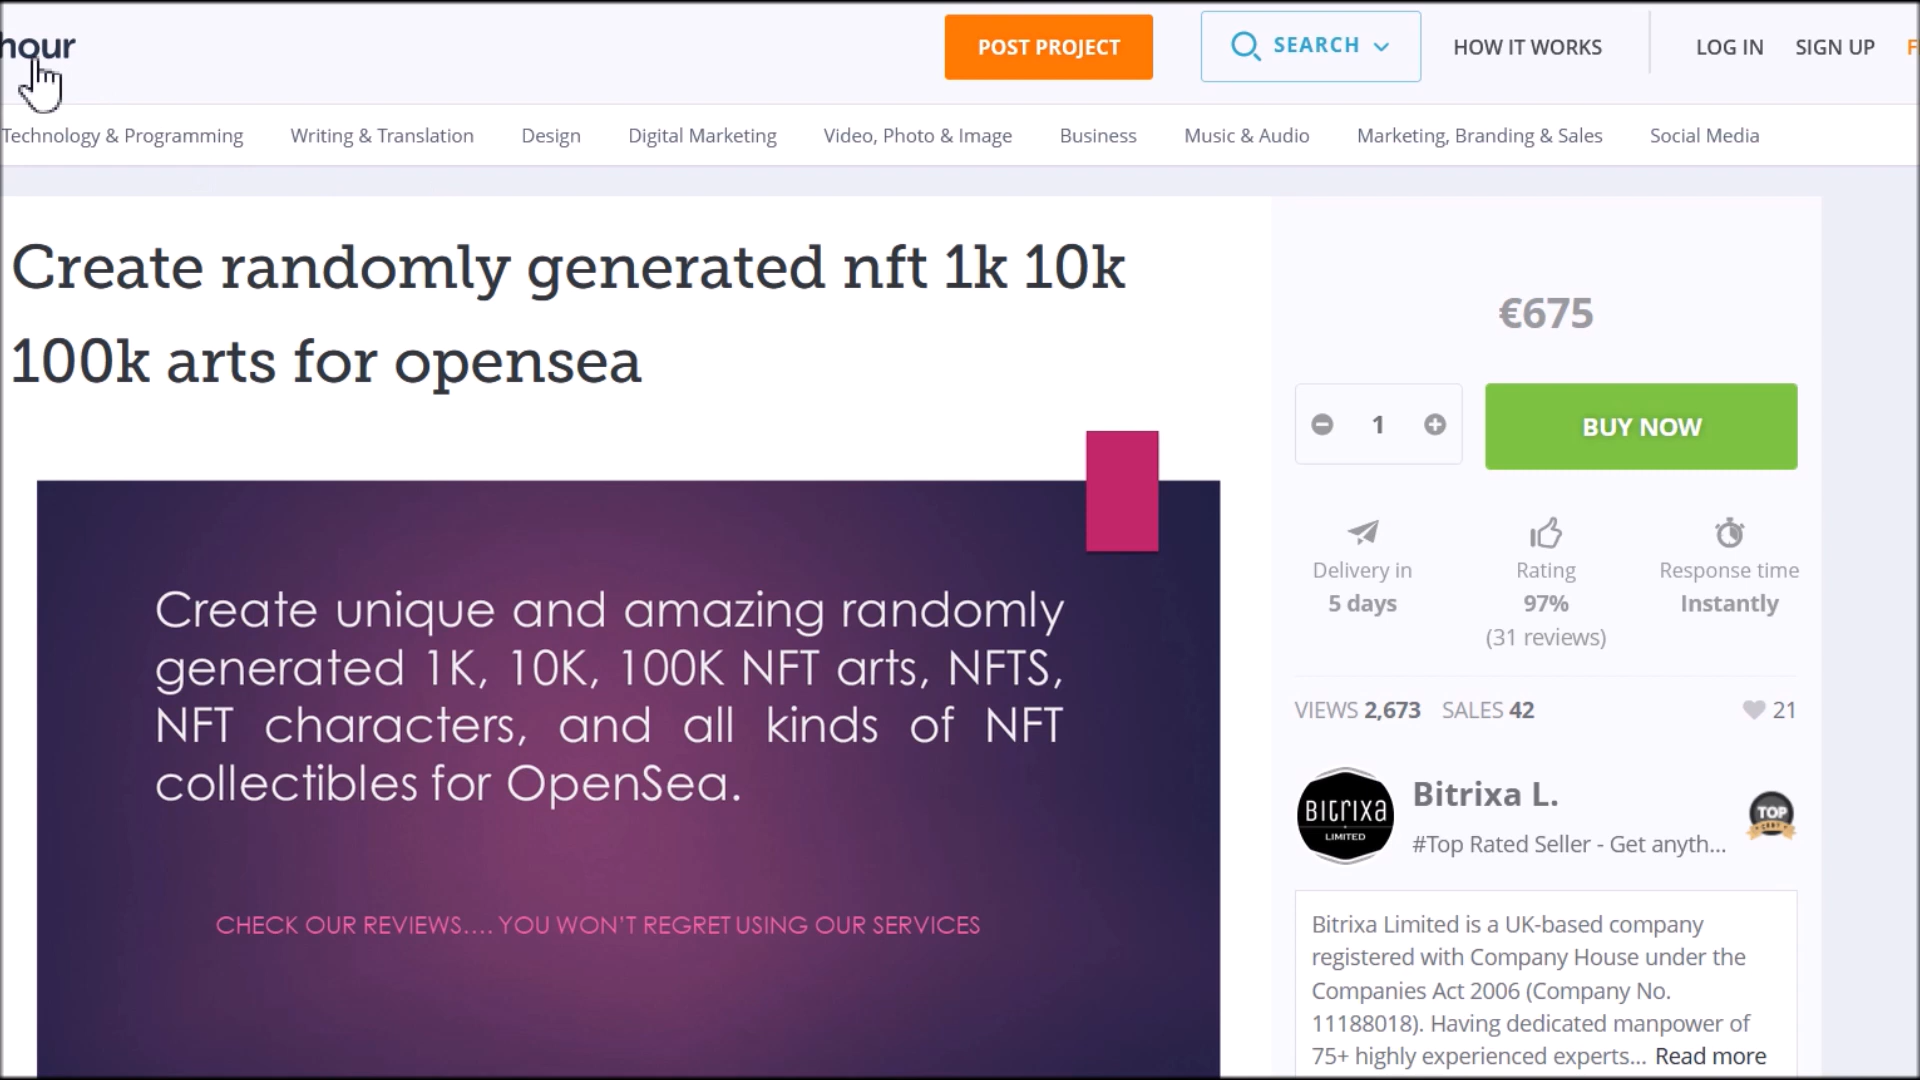 hour
POST PROJECT
SEARCH
HOW IT WORKS
LOG IN
SIGN UP
F
Technology & Programming
Writing & Translation
Design
Digital Marketing
Video, Photo & Image
Business
Music & Audio
Marketing, Branding & Sales
Social Media
Create randomly generated nft 1k 10k
100k arts for opensea
Create unique and amazing randomly
generated 1K, 10K, 100K NFT arts, NFTS,
NFT characters, and all kinds of NFT
collectibles for OpenSea.
CHECK OUR REVIEWS.... YOU WON'T REGRET USING OUR SERVICES
€675
1
BUY NOW
Delivery in
5 days
Rating
97%
(31 reviews)
Response time
Instantly
VIEWS 2,673 SALES 42
21
BITRIXA
LIMITED
Bitrixa L.
#Top Rated Seller - Get anyth...
TOP
CERT
Bitrixa Limited is a UK-based company
registered with Company House under the
Companies Act 2006 (Company No.
11188018). Having dedicated manpower of
75+ highly experienced experts... Read more